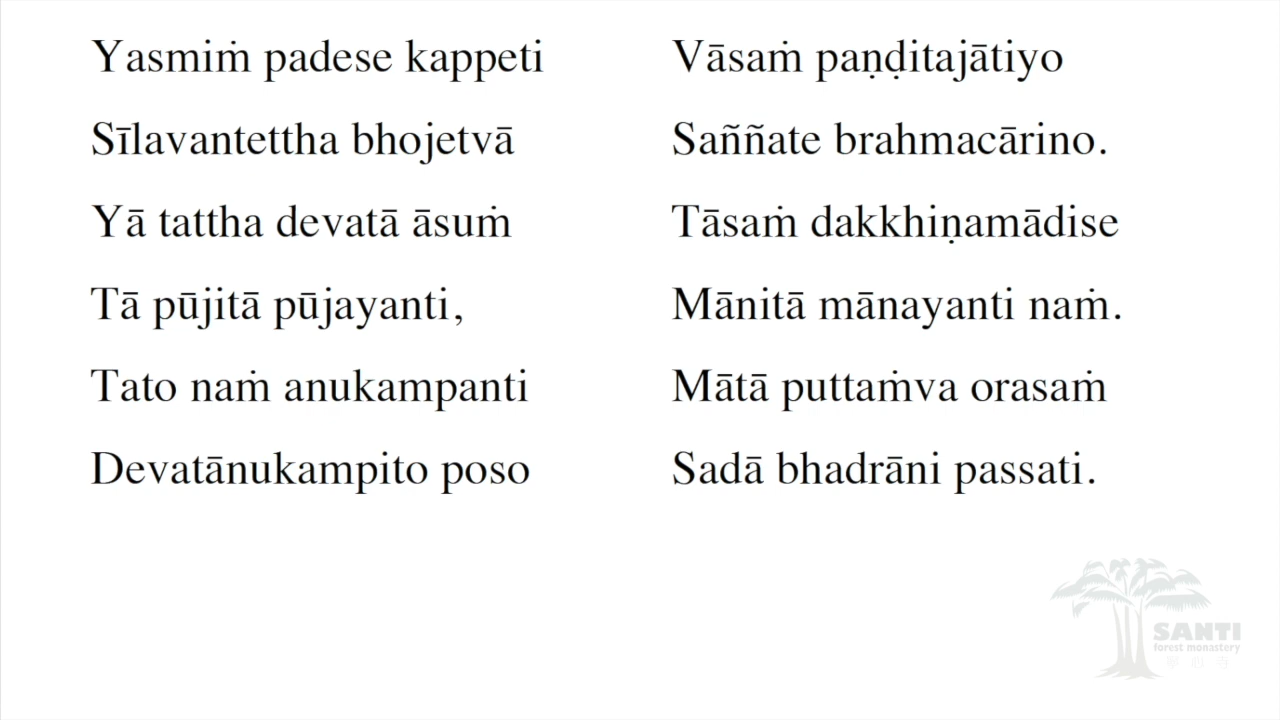 Yasmiṁ padese kappeti Vāsaṁ paṇḍitajātiyo
Sīlavantettha bhojetvā Saññate brahmacārino.
Yā tattha devatā āsuṁ Tāsaṁ dakkhiṇamādise
Tā pūjitā pūjayanti, Mānitā mānayanti naṁ.
Tato naṁ anukampanti Mātā puttaṁva orasaṁ
Devatānukampito poso Sadā bhadrāni passati.
SANTI
forest monastery